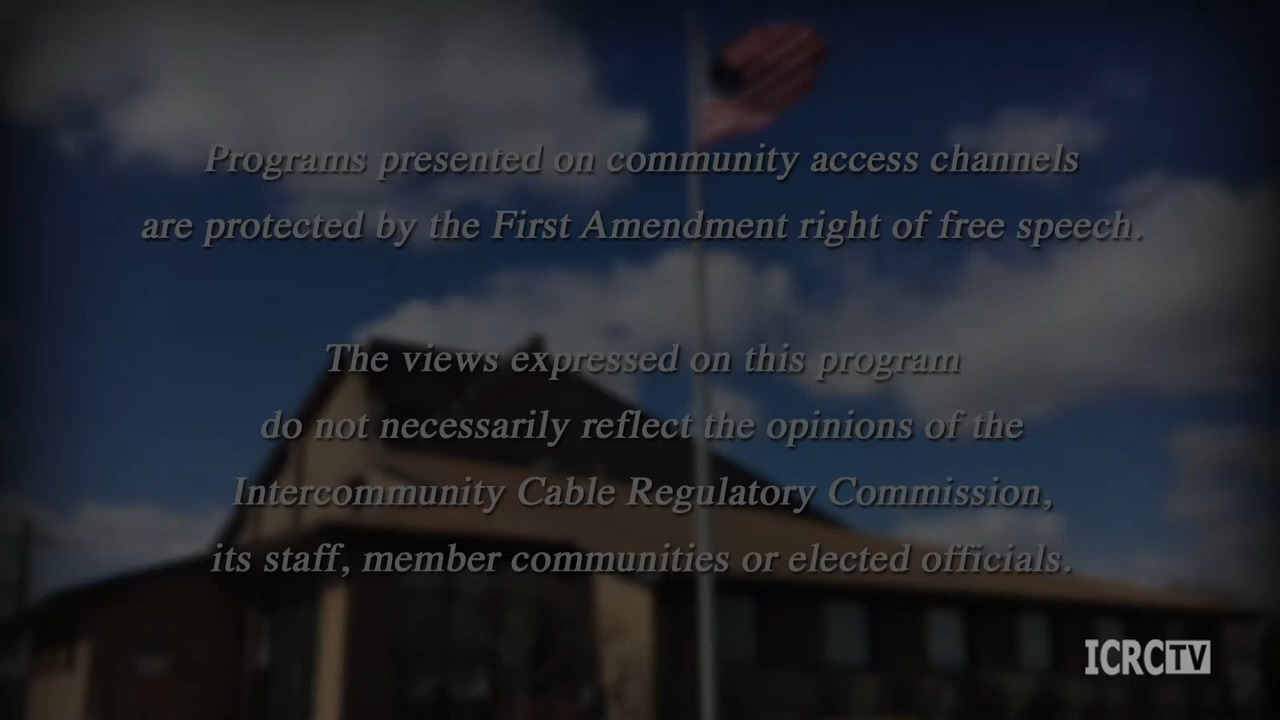 Programs presented on community access channels
are protected by the First Amendment right of free speech.
The views expressed on this program
do not necessarily reflect the opinions of the
Intercommunity Cable Regulatory Commission,
its staff, member communities or elected officials.
ICRCTV